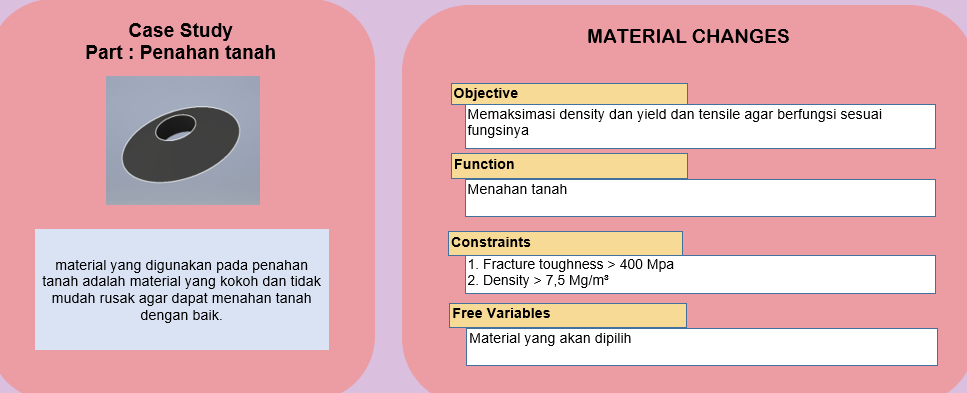 Case Study
Part : Penahan tanah
material yang digunakan pada penahan
tanah adalah material yang kokoh dan tidak
mudah rusak agar dapat menahan tanah
dengan baik.
MATERIAL CHANGES
Objective
Memaksimasi density dan yield dan tensile agar berfungsi sesuai
fungsinya
Function
Menahan tanah
Constraints
1. Fracture toughness > 400 Mpa
2. Density > 7,5 Mg/m³
Free Variables
Material yang akan dipilih